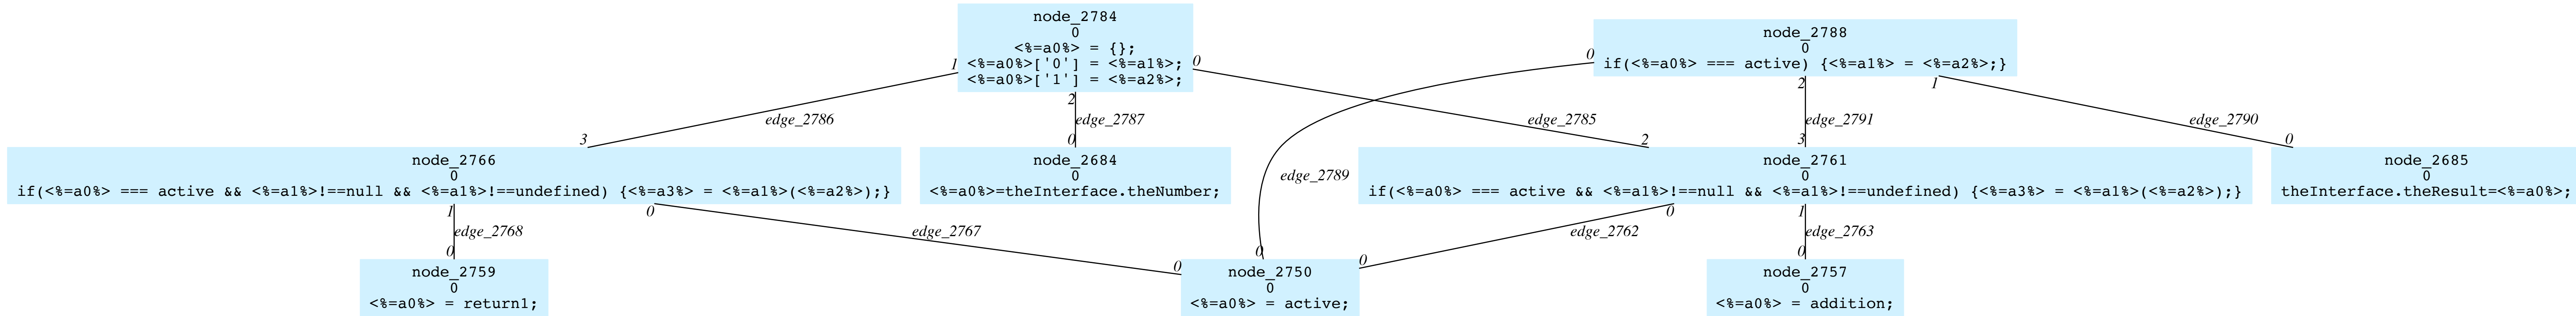 node_2784
0
<%=a0%> = {};
<%=a0%>['0'] = <%=a1%>;
<%=a0%>['1'] = <%=a2%>;
1
0
2
node_2788
0
if(<%=a0%> === active) {<%=a1%> = <%=a2%>;}
0
2
1
edge_2786
edge_2787
edge_2785
edge_2791
edge_2790
3
0
2
3
0
node_2766
0
if(<%=a0%> === active && <%=a1%>!==null && <%=a1%>!==undefined) {<%=a3%> = <%=a1%>(<%=a2%>);}
node_2684
0
<%=a0%>=theInterface.theNumber;
edge_2789
node_2761
0
if(<%=a0%> === active && <%=a1%>!==null && <%=a1%>!==undefined) {<%=a3%> = <%=a1%>(<%=a2%>);}
node_2685
0
theInterface.theResult=<%=a0%>;
1
0
0
1
edge_2768
edge_2767
edge_2762
edge_2763
0
0
0
0
0
node_2759
0
<%=a0%> = return1;
node_2750
0
<%=a0%> = active;
node_2757
0
<%=a0%> = addition;